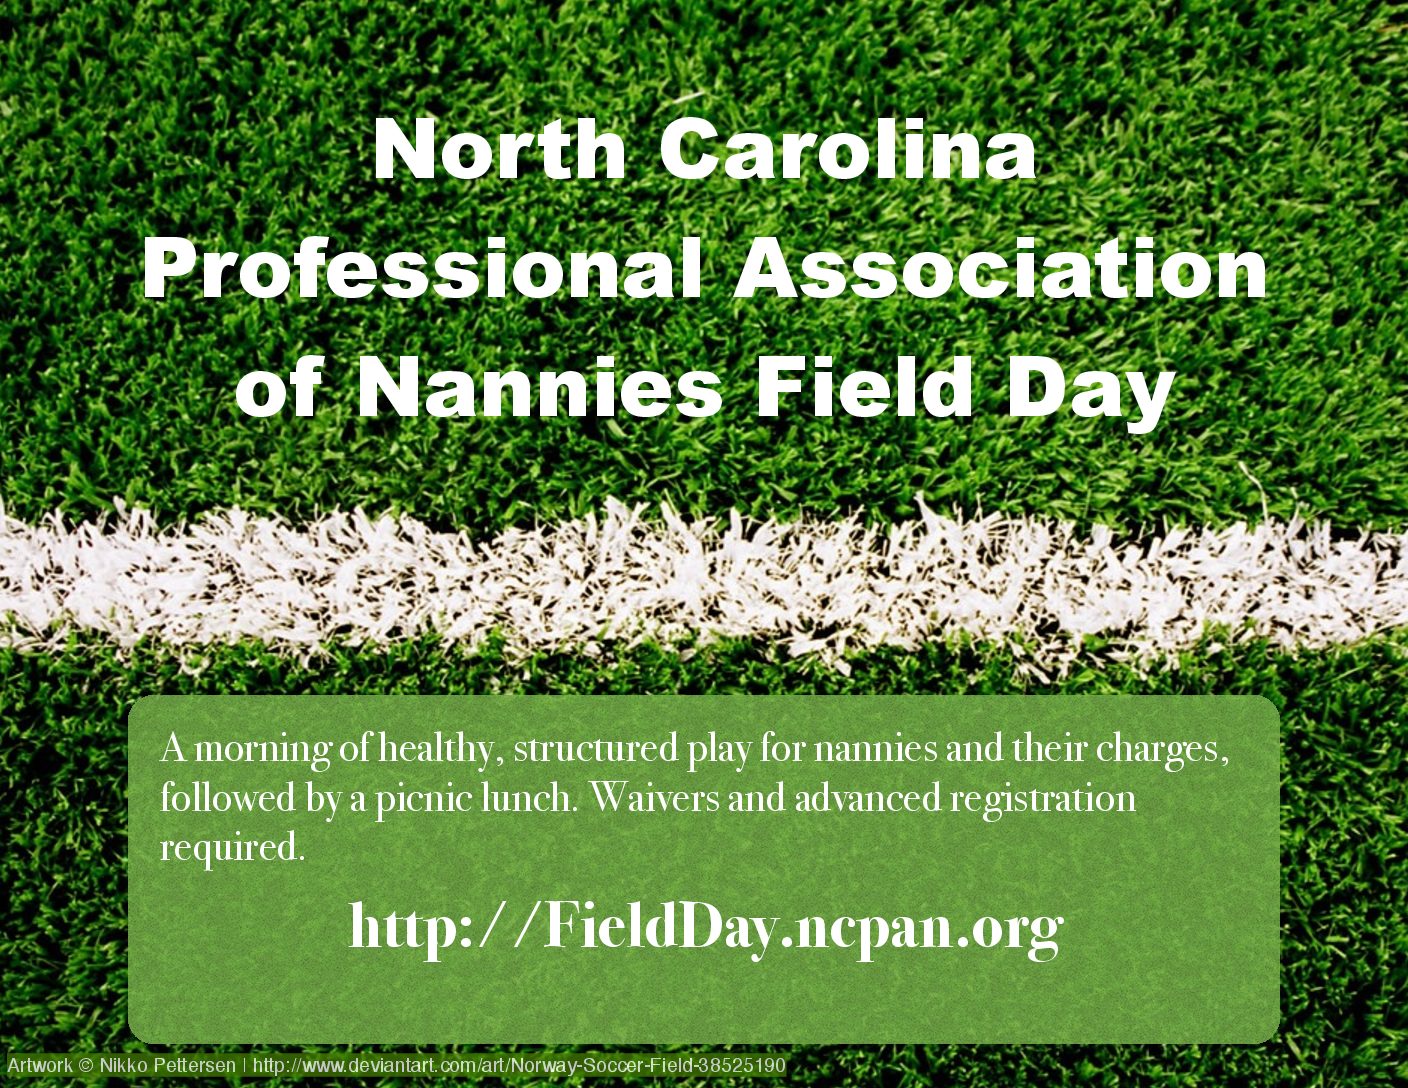 North Carolina
Professional Association
of Nannies Field Day
A morning of healthy, structured play for nannies and their charges,
followed by a picnic lunch. Waivers and advanced registration
required.
http://FieldDay.ncpan.org
Artwork © Nikko Pettersen | http://www.deviantart.com/art/Norway-Soccer-Field-38525190